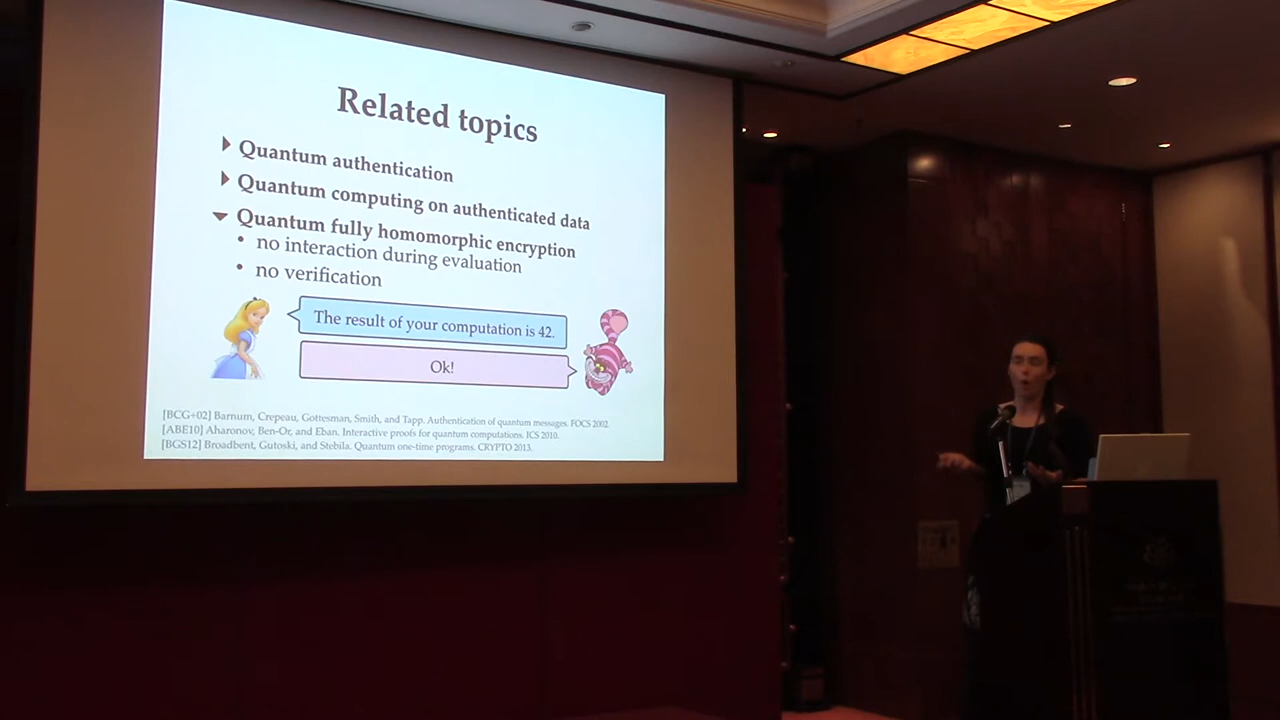 Related topics
Quantum authentication
Quantum computing on authenticated data
Quantum fully homomorphic encryption
• no interaction during evaluation
• no verification
The result of your computation is 42.
Ok!
[BCG+02] Barnum, Crepeau, Gottesman, Smith, and Tapp. Authentication of quantum messages. FOCS 2002.
[ABE10] Aharonov, Ben-Or, and Eban. Interactive proofs for quantum computations. ICS 2010.
[BGS12] Broadbent, Gutoski, and Stebila. Quantum one-time programs. CRYPTO 2013.